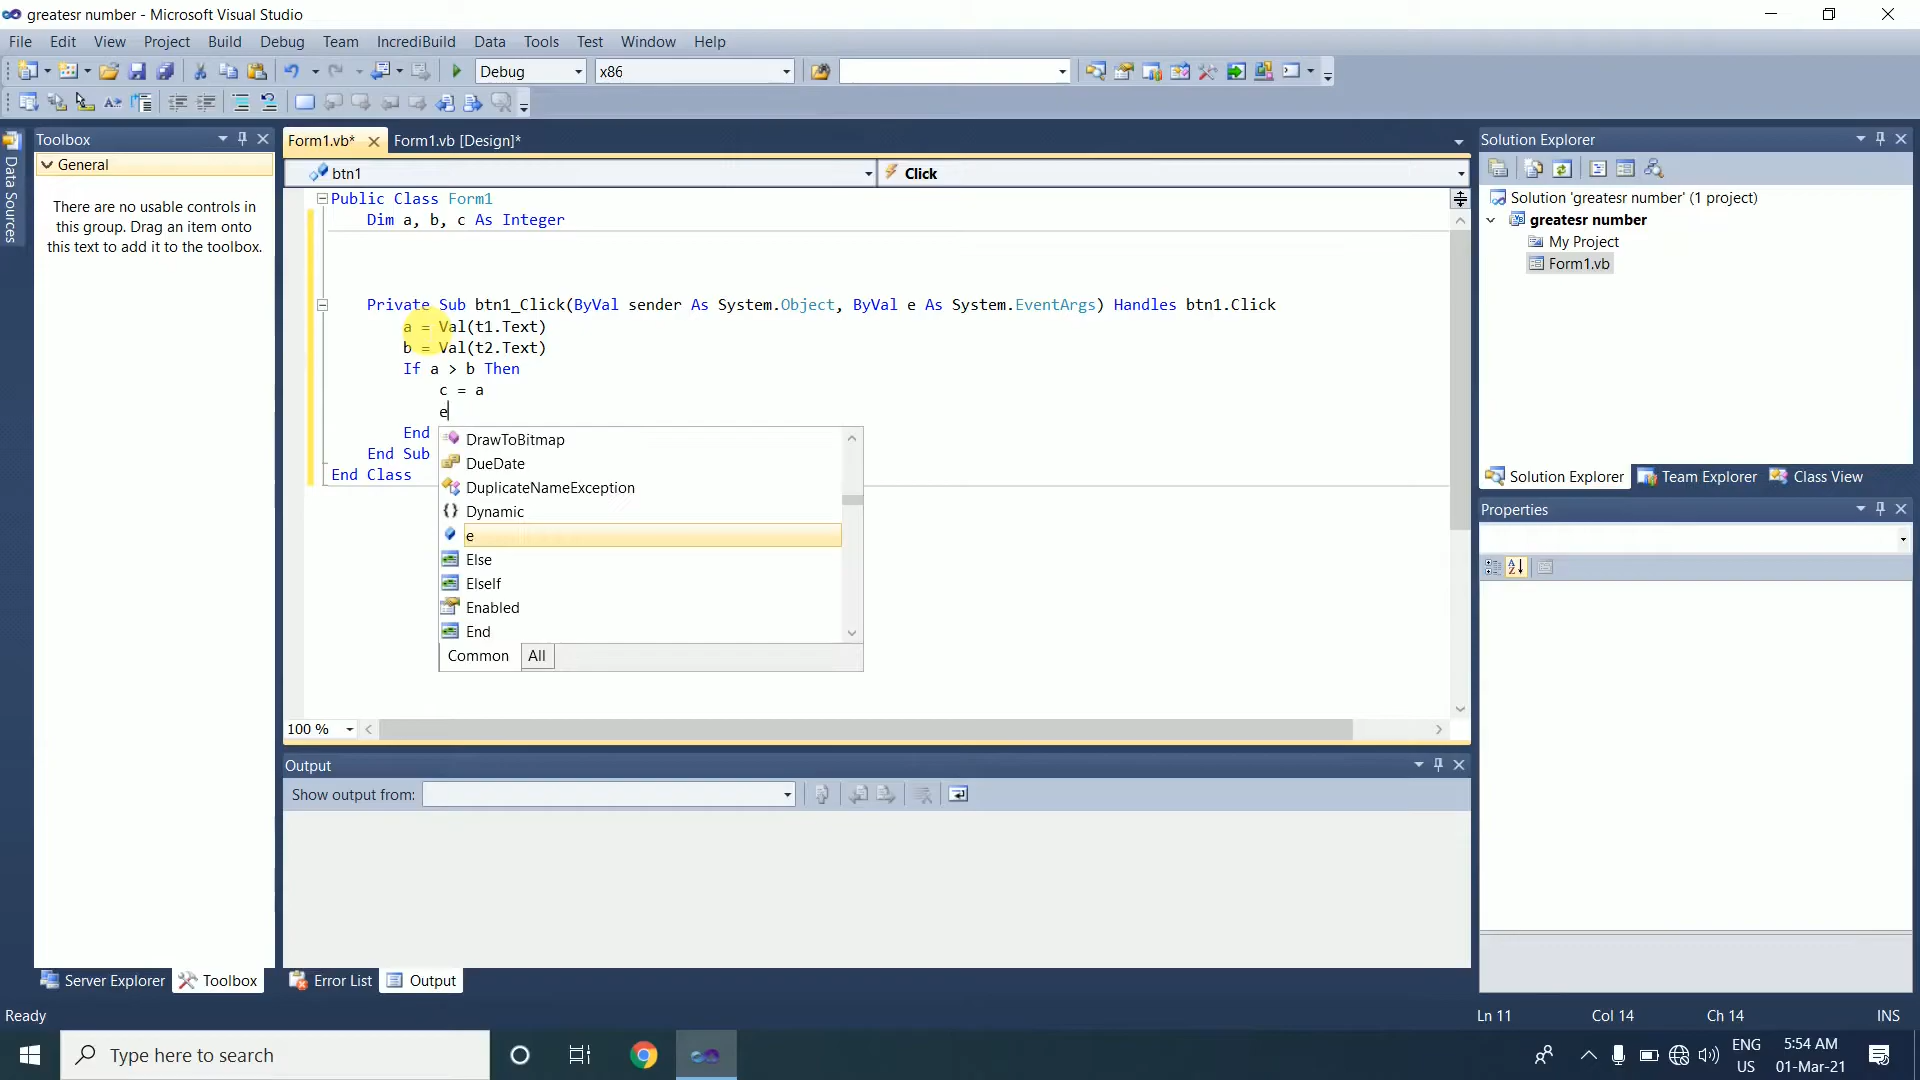 greatesr number - Microsoft Visual Studio
File Edit View Project Build Debug Team IncrediBuild Data Tools Test Window Help
Debug x86
Toolbox
General
There are no usable controls in
this group. Drag an item onto
this text to add it to the toolbox.
Data Sources
Form1.vb* Form1.vb [Design]*
btn1 Click
Public Class Form1
Dim a, b, c As Integer
Private Sub btn1_Click(ByVal sender As System.Object, ByVal e As System.EventArgs) Handles btn1.Click
a = Val(t1.Text)
b = Val(t2.Text)
If a > b Then
c = a
e
End
End Sub
End Class
DrawToBitmap
DueDate
DuplicateNameException
Dynamic
e
Else
ElseIf
Enabled
End
Common All
100 %
Output
Show output from:
Solution Explorer
Solution 'greatesr number' (1 project)
greatesr number
My Project
Form1.vb
Solution Explorer Team Explorer Class View
Properties
Server Explorer Toolbox Error List Output
Ready Ln 11 Col 14 Ch 14 INS
Type here to search
ENG
US
5:54 AM
01-Mar-21